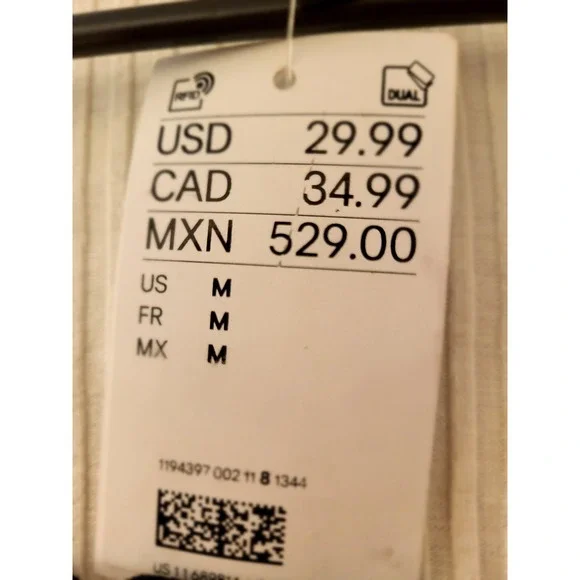 RFID DUAL
USD 29.99
CAD 34.99
MXN 529.00
US M
FR M
MX M
1194397 002 11 8 1344